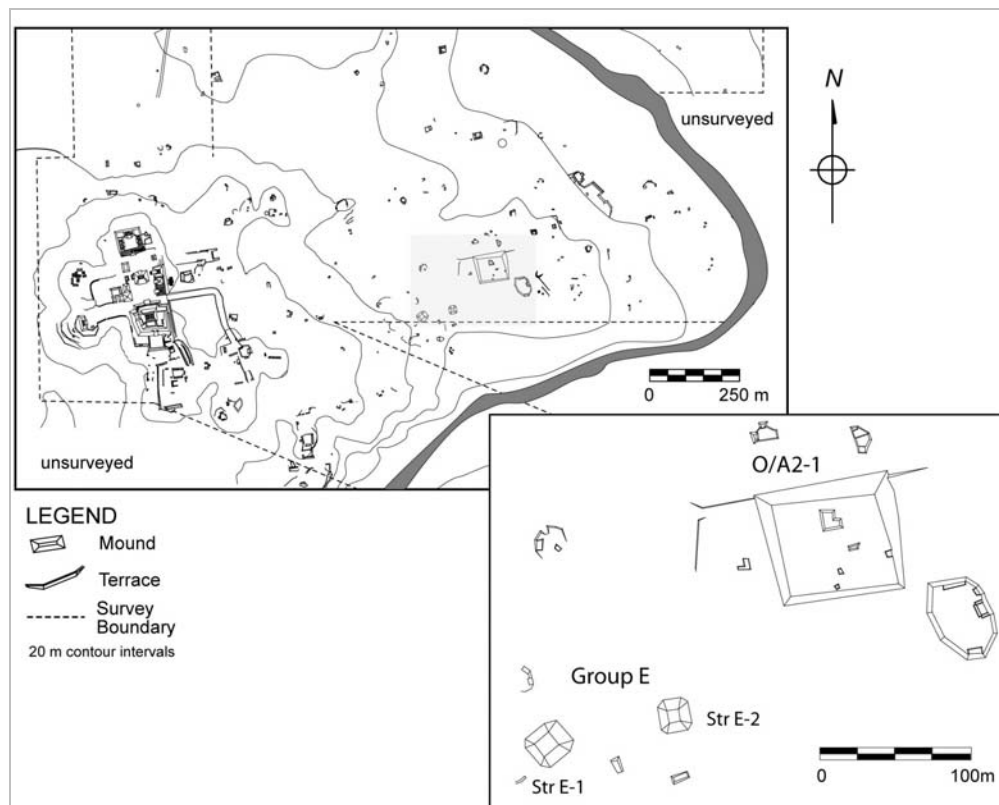 N
unsurveyed
0 250 m
unsurveyed
LEGEND
Mound
Terrace
Survey
Boundary
20 m contour intervals
O/A2-1
Group E
Str E-2
Str E-1
0 100m